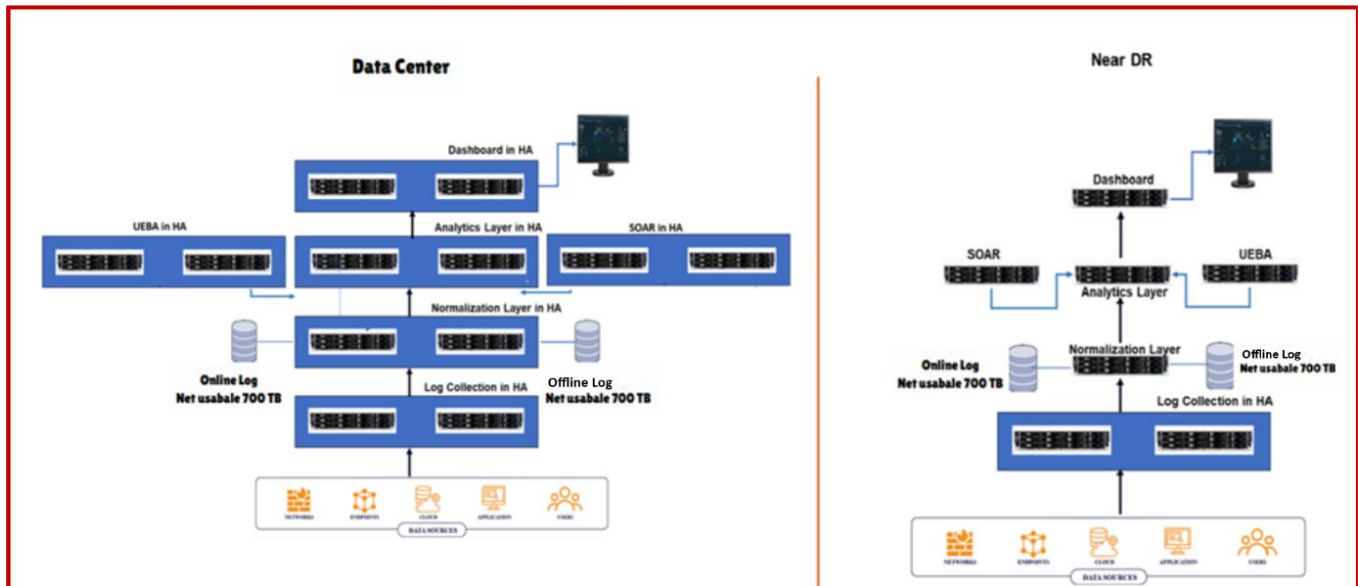 Data Center
Dashboard in HA
UEBA in HA
Analytics Layer in HA
SOAR in HA
Normalization Layer in HA
Online Log
Net usabale 700 TB
Offline Log
Net usabale 700 TB
Log Collection in HA
NETWORKS
ENDPOINTS
CLOUD
APPLICATION
USERS
DATA SOURCES
Near DR
Dashboard
SOAR
UEBA
Analytics Layer
Normalization Layer
Online Log
Net usabale 700 TB
Offline Log
Net usabale 700 TB
Log Collection in HA
NETWORKS
ENDPOINTS
CLOUD
APPLICATION
USERS
DATA SOURCES